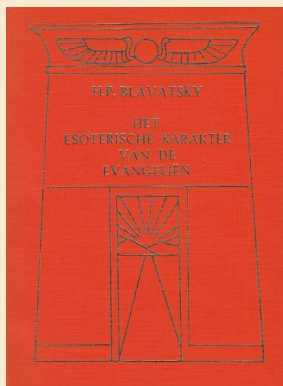 H.P. BLAVATSKY
HET
ESOTERISCHE KARAKTER
VAN DE
EVANGELIËN